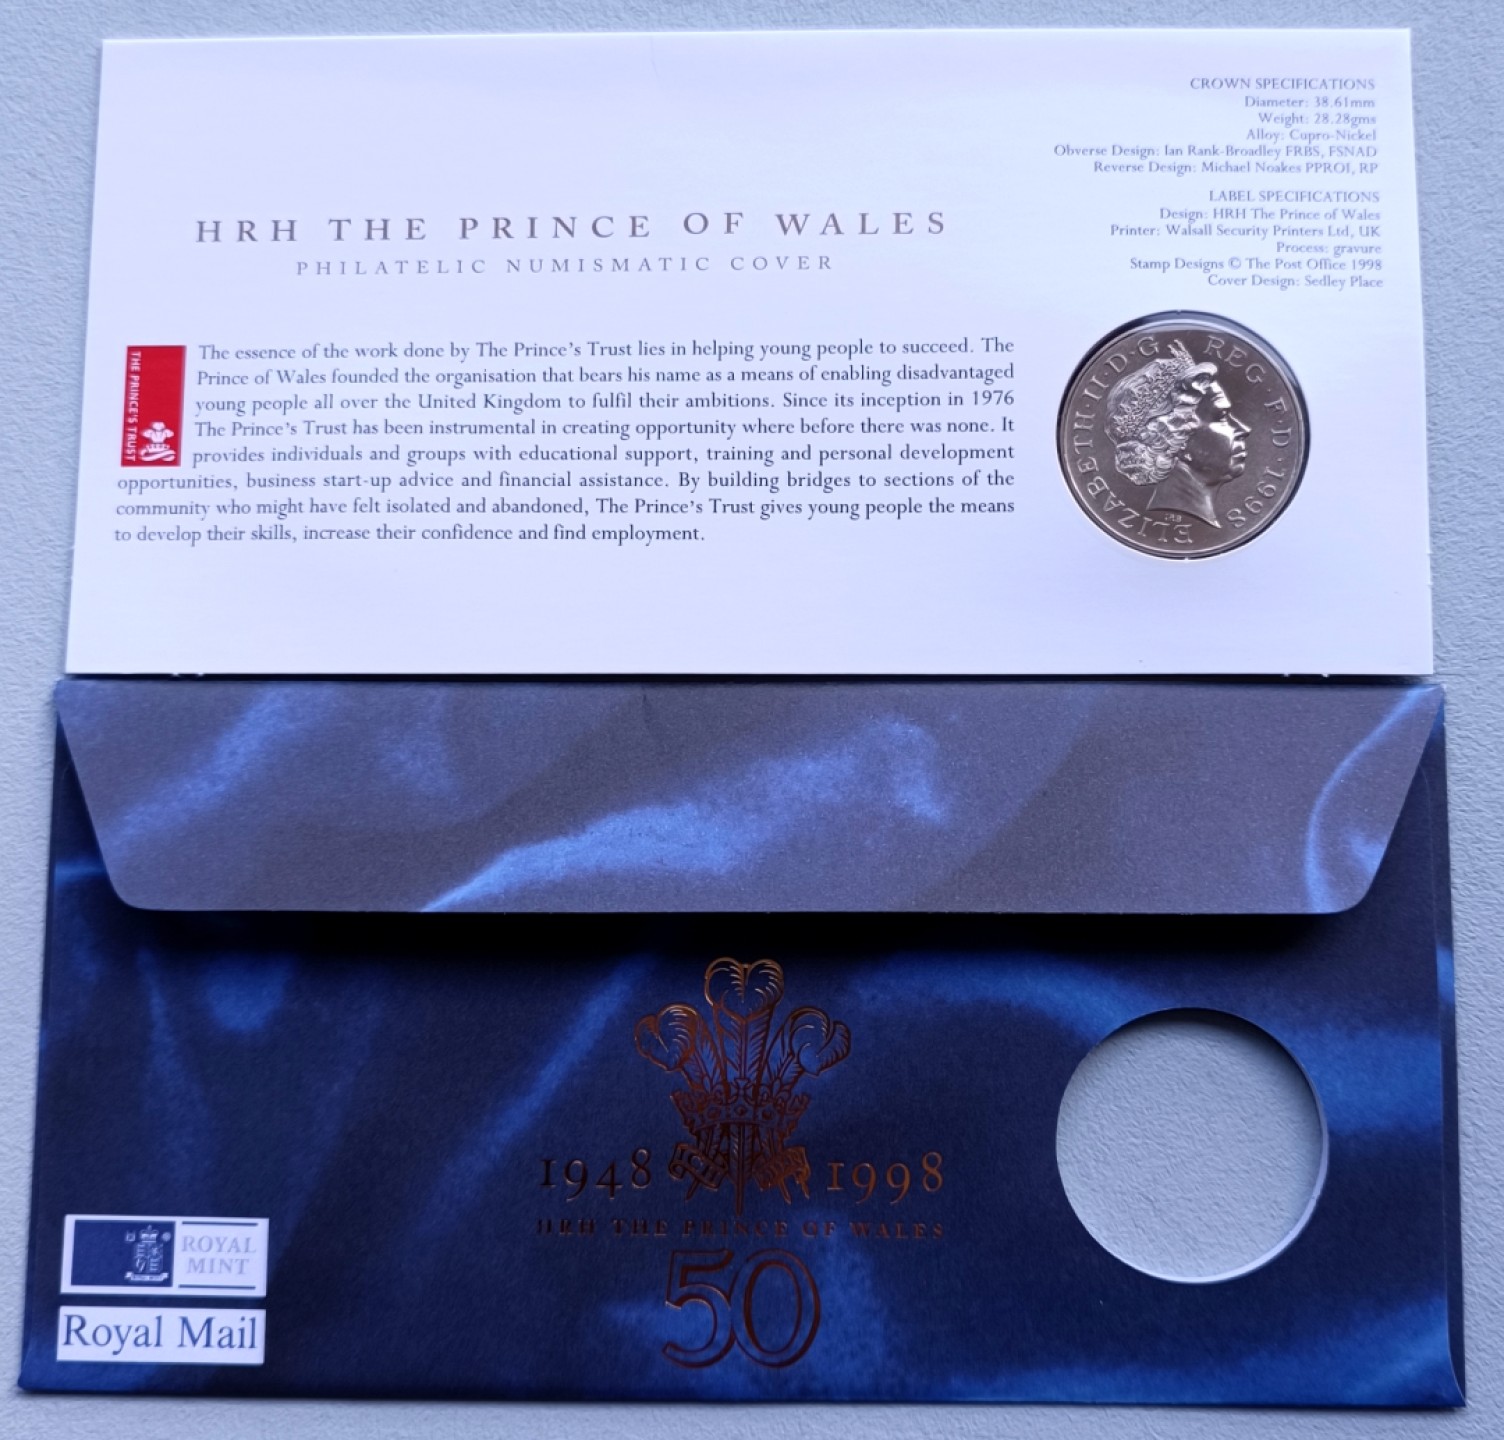 CROWN SPECIFICATIONS
Diameter: 38.61mm
Weight: 28.28gms
Alloy: Cupro-Nickel
Obverse Design: Ian Rank-Broadley FRBS, FSNAD
Reverse Design: Michael Noakes PPROI, RP
LABEL SPECIFICATIONS
Design: HRH The Prince of Wales
Printer: Walsall Security Printers Ltd, UK
Process: gravure
Stamp Designs © The Post Office 1998
Cover Design: Sedley Place
HRH THE PRINCE OF WALES
PHILATELIC NUMISMATIC COVER
THE PRINCE'S TRUST
The essence of the work done by The Prince's Trust lies in helping young people to succeed. The
Prince of Wales founded the organisation that bears his name as a means of enabling disadvantaged
young people all over the United Kingdom to fulfil their ambitions. Since its inception in 1976
The Prince's Trust has been instrumental in creating opportunity where before there was none. It
provides individuals and groups with educational support, training and personal development
opportunities, business start-up advice and financial assistance. By building bridges to sections of the
community who might have felt isolated and abandoned, The Prince's Trust gives young people the means
to develop their skills, increase their confidence and find employment.
ELIZABETH·II·D·G REG·F·D·1998
1948 1998
HRH THE PRINCE OF WALES
50
ROYAL
MINT
Royal Mail